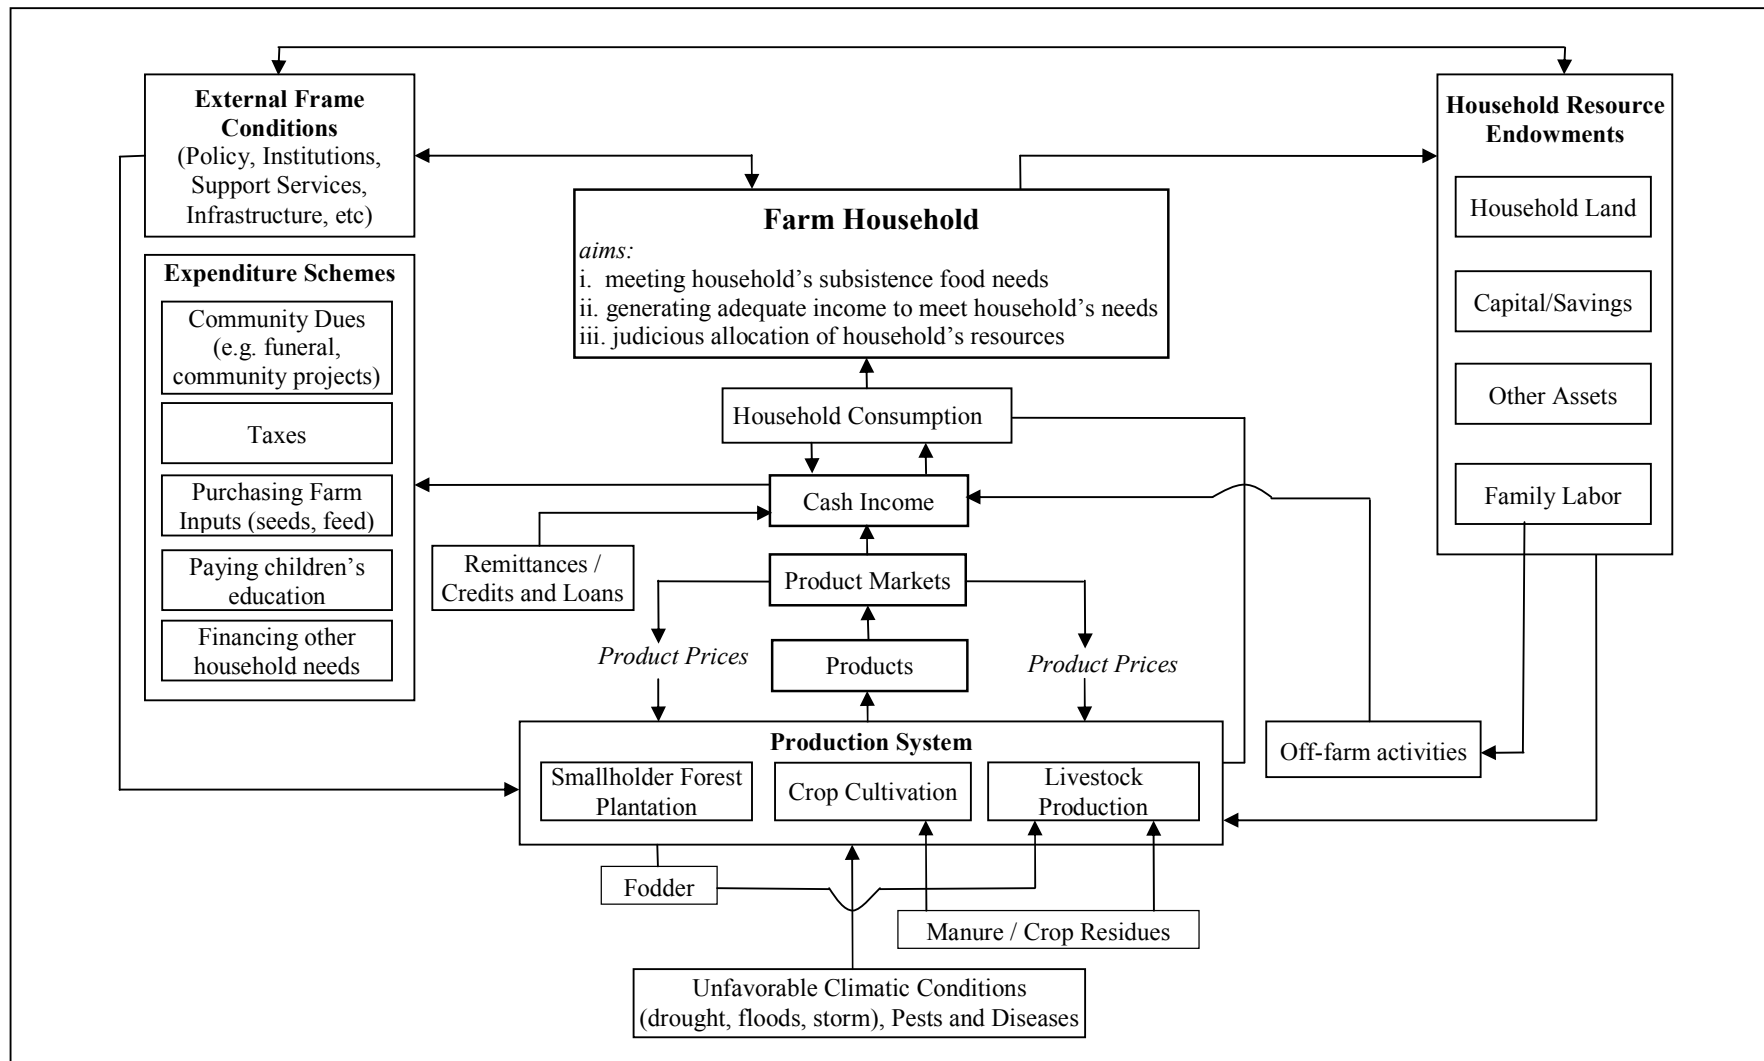 External Frame
Conditions
(Policy, Institutions,
Support Services,
Infrastructure, etc)
Household Resource
Endowments
Household Land
Capital/Savings
Other Assets
Family Labor
Farm Household
aims:
i. meeting household’s subsistence food needs
ii. generating adequate income to meet household’s needs
iii. judicious allocation of household’s resources
Expenditure Schemes
Community Dues
(e.g. funeral,
community projects)
Taxes
Purchasing Farm
Inputs (seeds, feed)
Paying children’s
education
Financing other
household needs
Household Consumption
Cash Income
Remittances /
Credits and Loans
Product Markets
Product Prices
Products
Product Prices
Off-farm activities
Production System
Smallholder Forest
Plantation
Crop Cultivation
Livestock
Production
Fodder
Manure / Crop Residues
Unfavorable Climatic Conditions
(drought, floods, storm), Pests and Diseases